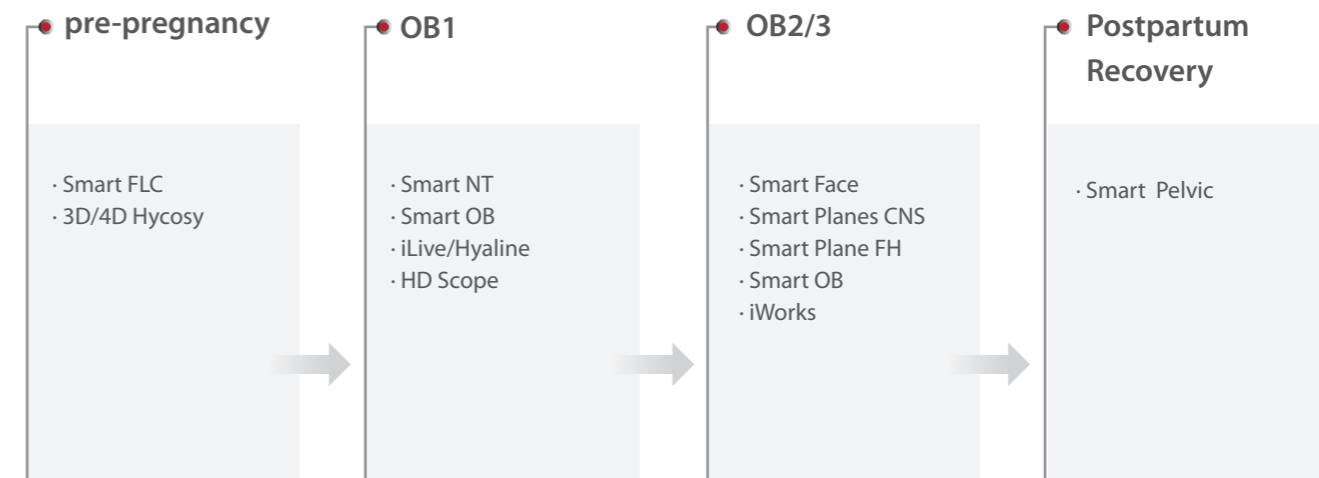 pre-pregnancy
· Smart FLC
· 3D/4D Hycosy
OB1
· Smart NT
· Smart OB
· iLive/Hyaline
· HD Scope
OB2/3
· Smart Face
· Smart Planes CNS
· Smart Plane FH
· Smart OB
· iWorks
Postpartum
Recovery
· Smart Pelvic